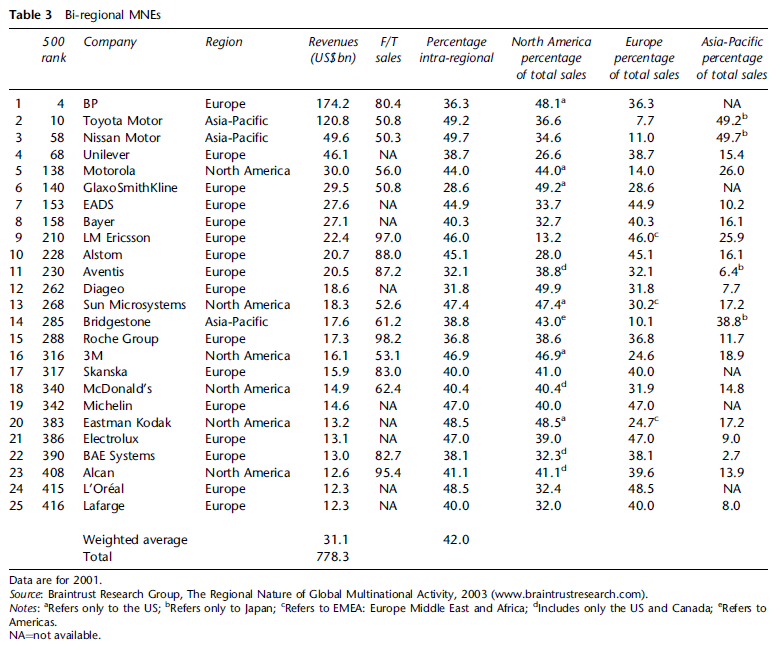 Table 3 Bi-regional MNEs
500 rank Company Region Revenues (US$bn) F/T sales Percentage intra-regional North America percentage of total sales Europe percentage of total sales Asia-Pacific percentage of total sales
1 4 BP Europe 174.2 80.4 36.3 48.1a 36.3 NA
2 10 Toyota Motor Asia-Pacific 120.8 50.8 49.2 36.6 7.7 49.2b
3 58 Nissan Motor Asia-Pacific 49.6 50.3 49.7 34.6 11.0 49.7b
4 68 Unilever Europe 46.1 NA 38.7 26.6 38.7 15.4
5 138 Motorola North America 30.0 56.0 44.0 44.0a 14.0 26.0
6 140 GlaxoSmithKline Europe 29.5 50.8 28.6 49.2a 28.6 NA
7 153 EADS Europe 27.6 NA 44.9 33.7 44.9 10.2
8 158 Bayer Europe 27.1 NA 40.3 32.7 40.3 16.1
9 210 LM Ericsson Europe 22.4 97.0 46.0 13.2 46.0c 25.9
10 228 Alstom Europe 20.7 88.0 45.1 28.0 45.1 16.1
11 230 Aventis Europe 20.5 87.2 32.1 38.8d 32.1 6.4b
12 262 Diageo Europe 18.6 NA 31.8 49.9 31.8 7.7
13 268 Sun Microsystems North America 18.3 52.6 47.4 47.4a 30.2c 17.2
14 285 Bridgestone Asia-Pacific 17.6 61.2 38.8 43.0e 10.1 38.8b
15 288 Roche Group Europe 17.3 98.2 36.8 38.6 36.8 11.7
16 316 3M North America 16.1 53.1 46.9 46.9a 24.6 18.9
17 317 Skanska Europe 15.9 83.0 40.0 41.0 40.0 NA
18 340 McDonald's North America 14.9 62.4 40.4 40.4d 31.9 14.8
19 342 Michelin Europe 14.6 NA 47.0 40.0 47.0 NA
20 383 Eastman Kodak North America 13.2 NA 48.5 48.5a 24.7c 17.2
21 386 Electrolux Europe 13.1 NA 47.0 39.0 47.0 9.0
22 390 BAE Systems Europe 13.0 82.7 38.1 32.3d 38.1 2.7
23 408 Alcan North America 12.6 95.4 41.1 41.1d 39.6 13.9
24 415 L'Oréal Europe 12.3 NA 48.5 32.4 48.5 NA
25 416 Lafarge Europe 12.3 NA 40.0 32.0 40.0 8.0
Weighted average 31.1 42.0
Total 778.3
Data are for 2001.
Source: Braintrust Research Group, The Regional Nature of Global Multinational Activity, 2003 (www.braintrustresearch.com).
Notes: aRefers only to the US; bRefers only to Japan; cRefers to EMEA: Europe Middle East and Africa; dIncludes only the US and Canada; eRefers to
Americas.
NA=not available.